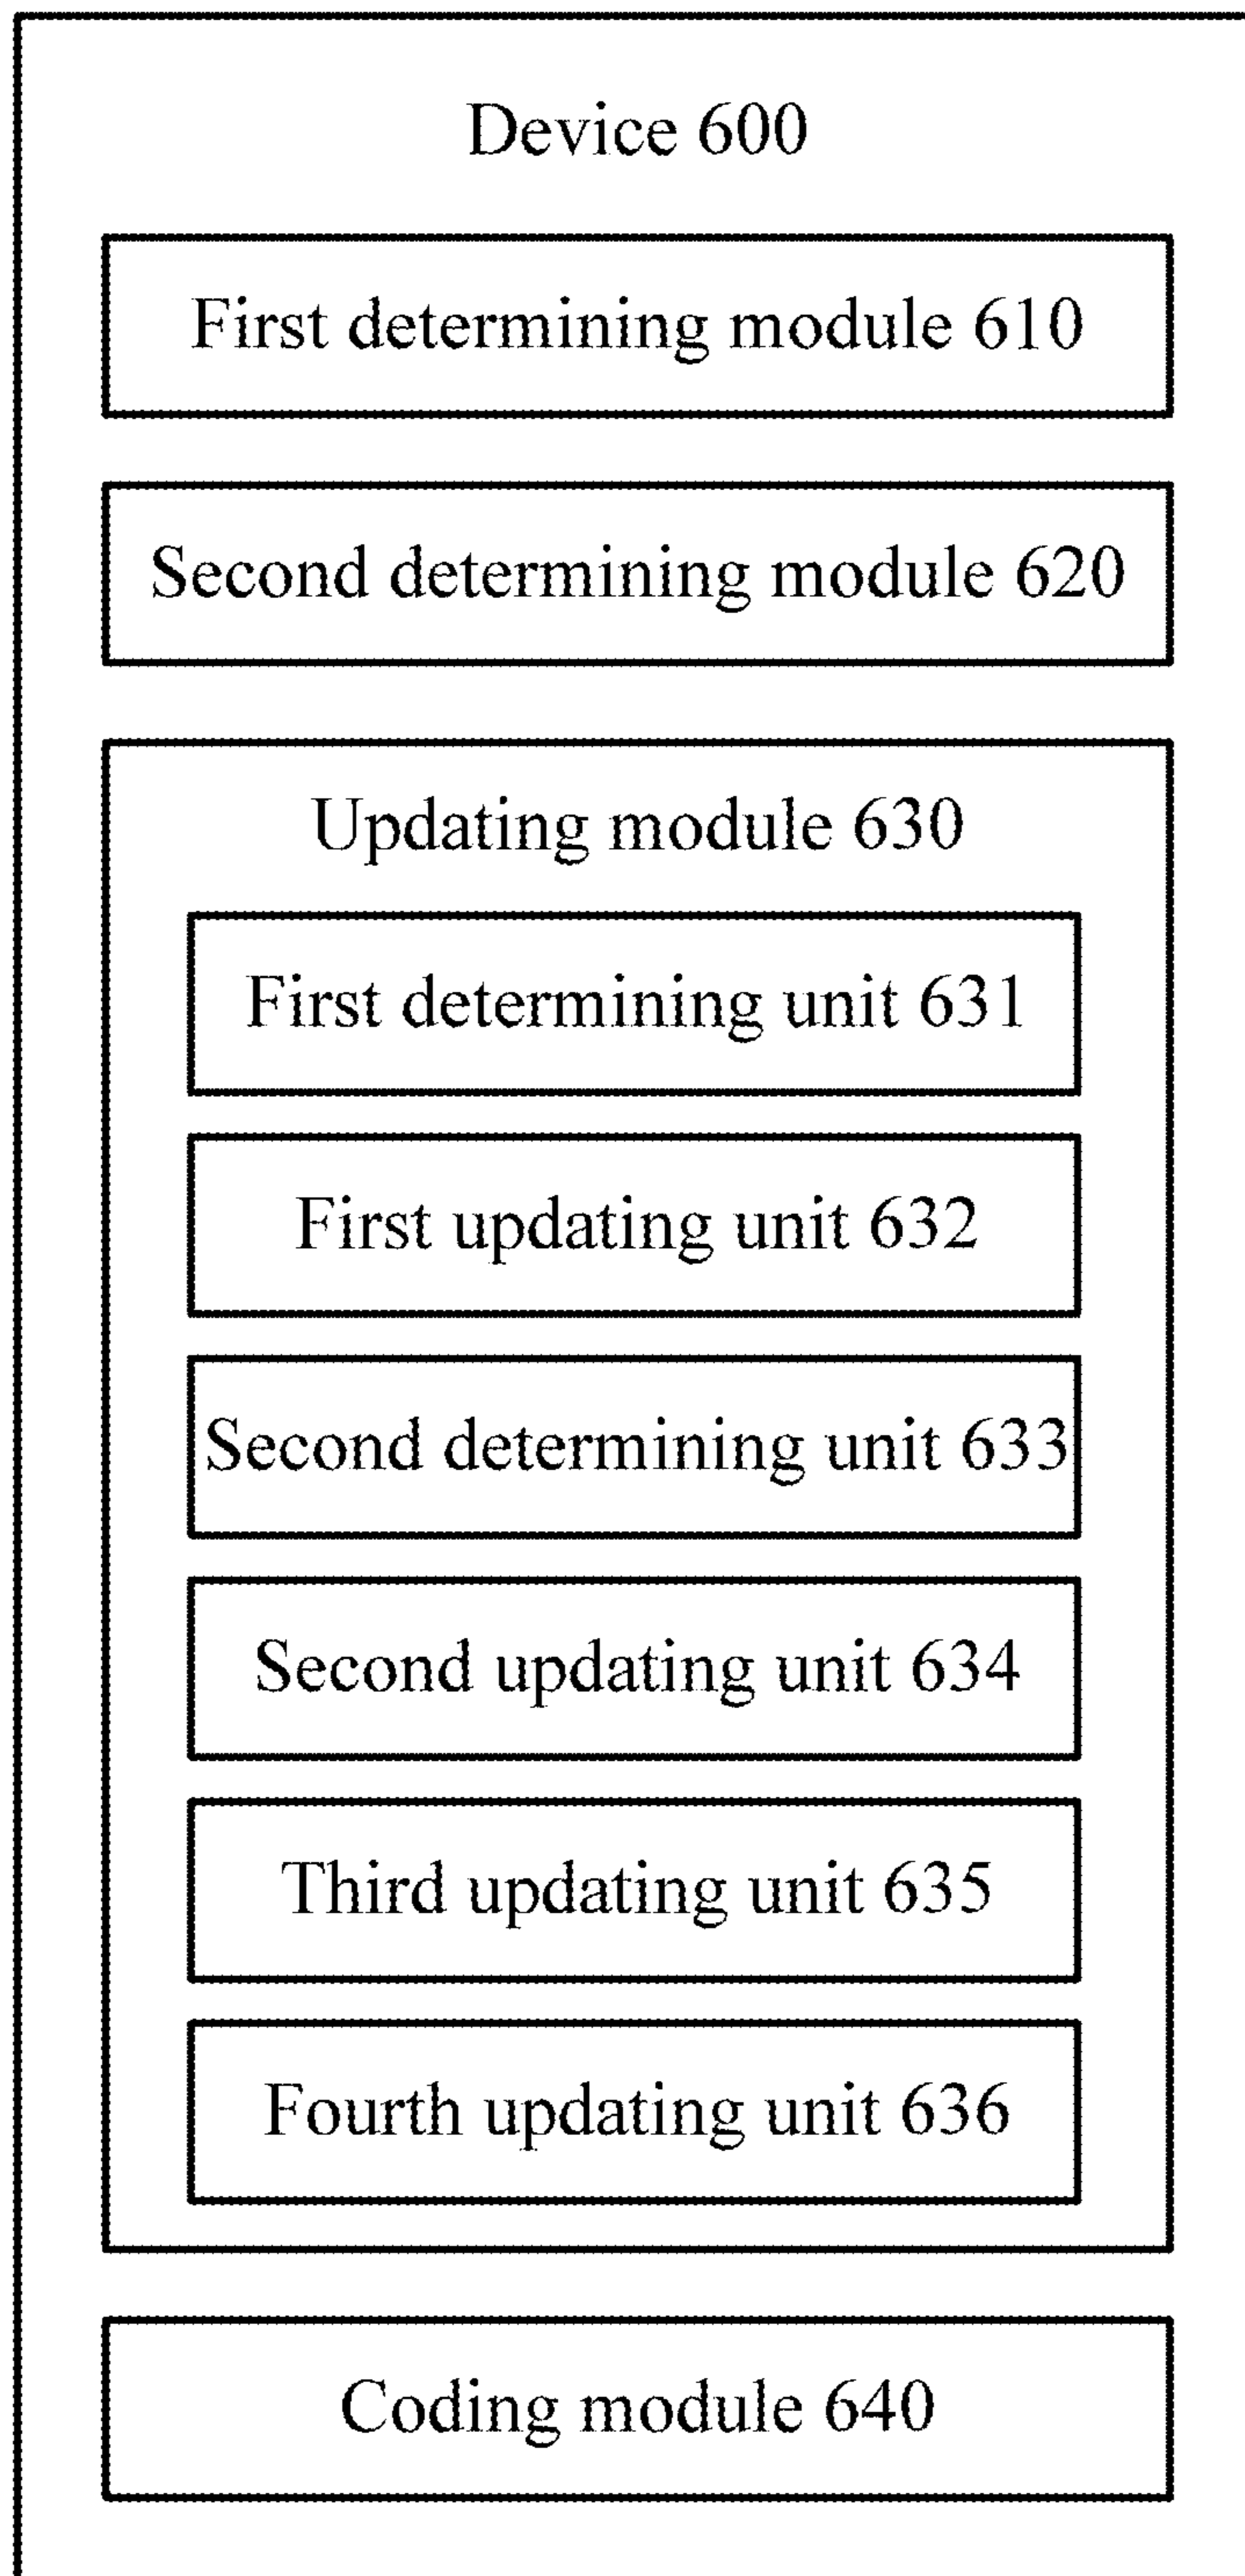 Device 600
First determining module 610
Second determining module 620
Updating module 630
First determining unit 631
First updating unit 632
Second determining unit 633
Second updating unit 634
Third updating unit 635
Fourth updating unit 636
Coding module 640